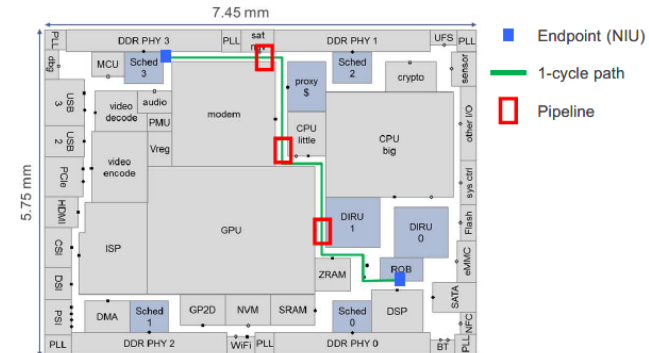 7.45 mm
5.75 mm
PLL
DDR PHY 3
PLL
sat
nav
DDR PHY 1
UFS
PLL
dbg
MCU
Sched
3
Sched
2
crypto
sensor
proxy
$
USB
3
video
decode
audio
PMU
modem
CPU
little
CPU
big
other IO
USB
2
Vreg
video
encode
PCIe
sys ctrl
HDMI
GPU
DIRU
1
DIRU
0
Flash
CSI
ISP
eMMC
DSI
ZRAM
ROB
SATA
PSI
DMA
Sched
1
GP2D
NVM
SRAM
Sched
0
DSP
NFC
PLL
DDR PHY 2
WiFi
PLL
DDR PHY 0
BT
PLL
Endpoint (NIU)
1-cycle path
Pipeline